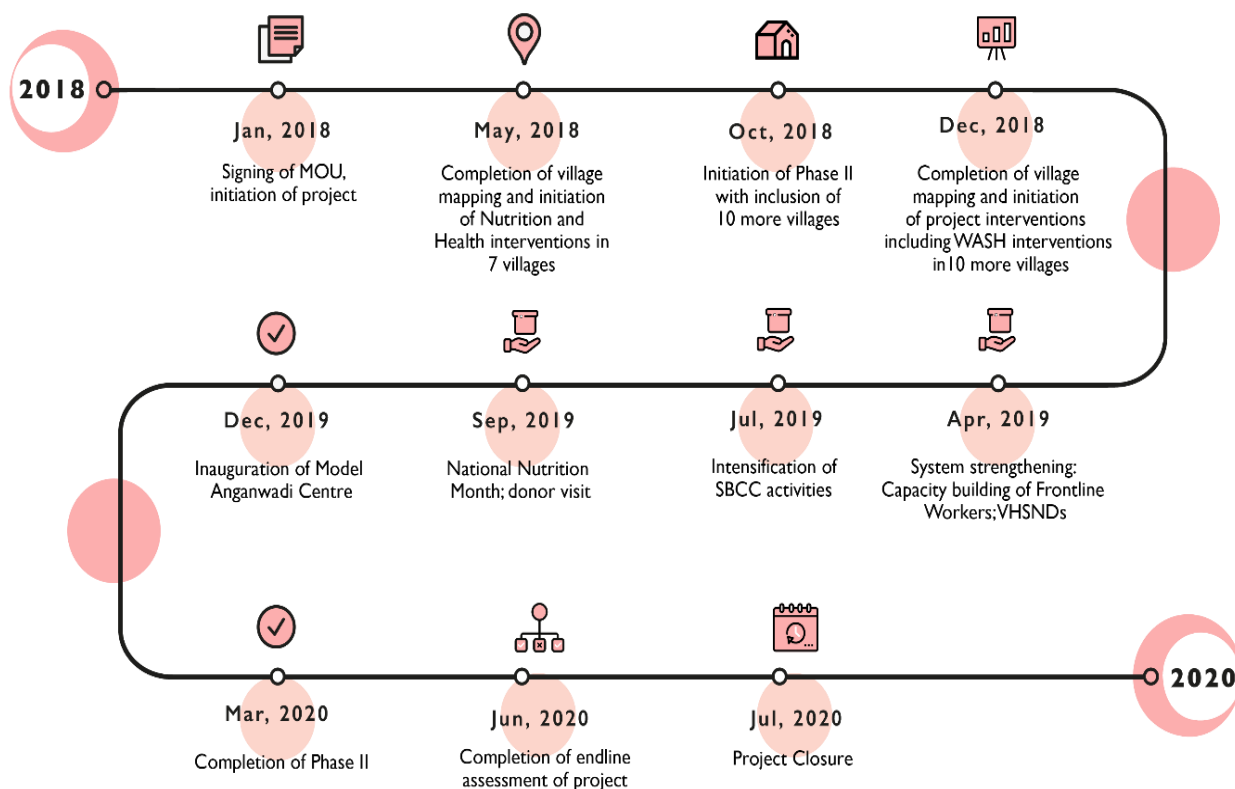 2018
Jan, 2018
Signing of MOU,
initiation of project
May, 2018
Completion of village
mapping and initiation
of Nutrition and
Health interventions in
7 villages
Oct, 2018
Initiation of Phase II
with inclusion of
10 more villages
Dec, 2018
Completion of village
mapping and initiation
of project interventions
including WASH interventions
in10 more villages
Apr, 2019
System strengthening:
Capacity building of Frontline
Workers;VHSNDs
Jul, 2019
Intensification of
SBCC activities
Sep, 2019
National Nutrition
Month; donor visit
Dec, 2019
Inauguration of Model
Anganwadi Centre
Mar, 2020
Completion of Phase II
Jun, 2020
Completion of endline
assessment of project
Jul, 2020
Project Closure
2020